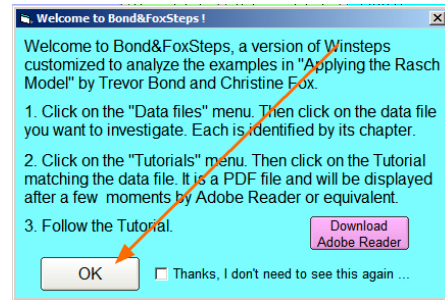 Welcome to Bond&FoxSteps !
Welcome to Bond&FoxSteps, a version of Winsteps
customized to analyze the examples in "Applying the Rasch
Model" by Trevor Bond and Christine Fox.
1. Click on the "Data files" menu. Then click on the data file
you want to investigate. Each is identified by its chapter.
2. Click on the "Tutorials" menu. Then click on the Tutorial
matching the data file. It is a PDF file and will be displayed
after a few moments by Adobe Reader or equivalent.
3. Follow the Tutorial.
Download
Adobe Reader
OK
Thanks, I don't need to see this again ...